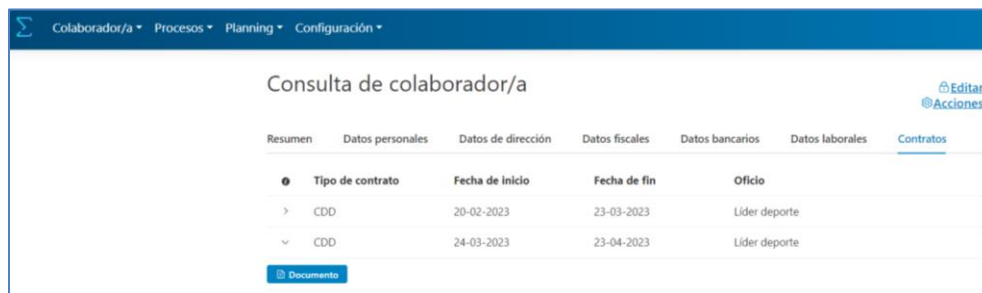 Σ Colaborador/a Procesos Planning Configuración
Consulta de colaborador/a
Editar
Acciones
Resumen Datos personales Datos de dirección Datos fiscales Datos bancarios Datos laborales Contratos
Tipo de contrato Fecha de inicio Fecha de fin Oficio
CDD 20-02-2023 23-03-2023 Líder deporte
CDD 24-03-2023 23-04-2023 Líder deporte
Documento